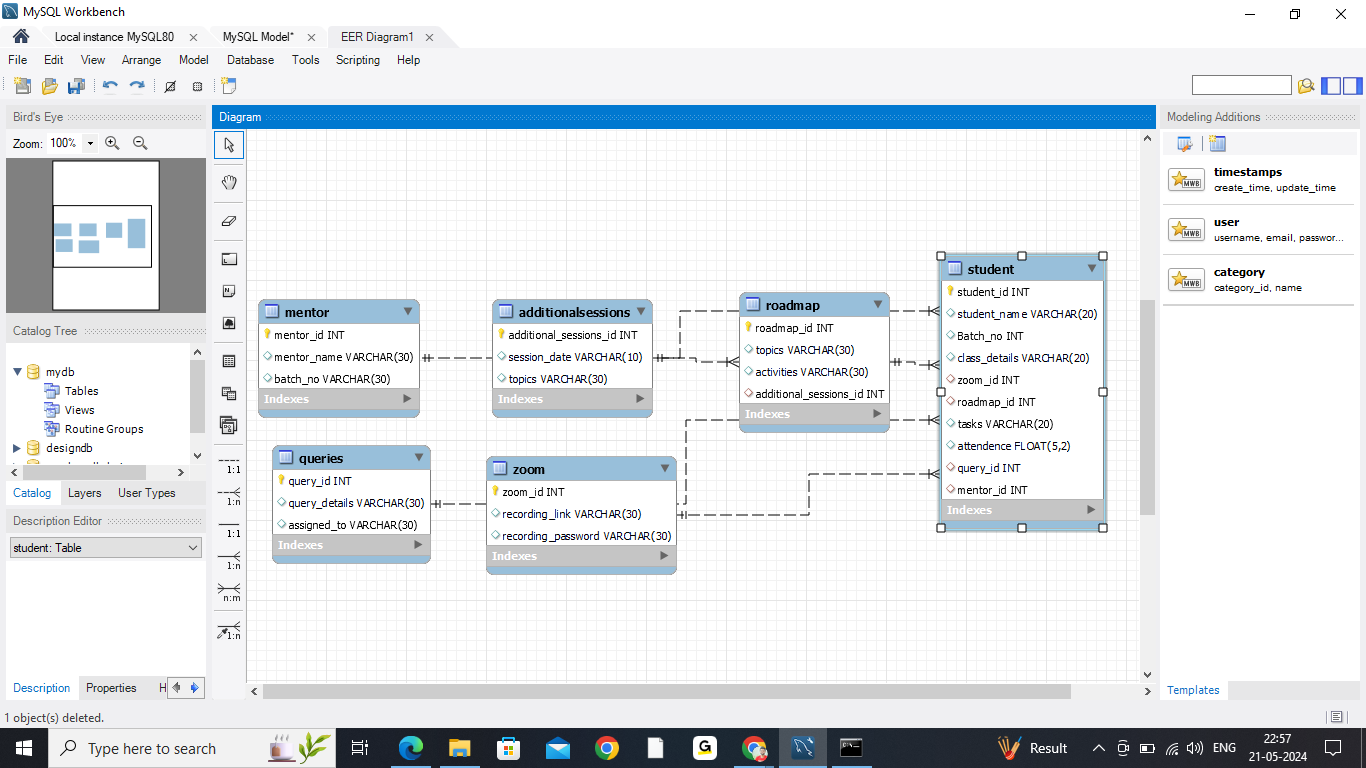 MySQL Workbench
Local instance MySQL80
MySQL Model*
EER Diagram1
File Edit View Arrange Model Database Tools Scripting Help
Bird's Eye
Zoom: 100%
Catalog Tree
mydb
Tables
Views
Routine Groups
designdb
Catalog Layers User Types
Description Editor
student: Table
Description Properties H
1 object(s) deleted.
Diagram
1:1
1:n
1:1
1:n
n:m
1:n
mentor
mentor_id INT
mentor_name VARCHAR(30)
batch_no VARCHAR(30)
Indexes
additionalsessions
additional_sessions_id INT
session_date VARCHAR(10)
topics VARCHAR(30)
Indexes
roadmap
roadmap_id INT
topics VARCHAR(30)
activities VARCHAR(30)
additional_sessions_id INT
Indexes
student
student_id INT
student_name VARCHAR(20)
Batch_no INT
class_details VARCHAR(20)
zoom_id INT
roadmap_id INT
tasks VARCHAR(20)
attendence FLOAT(5,2)
query_id INT
mentor_id INT
Indexes
queries
query_id INT
query_details VARCHAR(30)
assigned_to VARCHAR(30)
Indexes
zoom
zoom_id INT
recording_link VARCHAR(30)
recording_password VARCHAR(30)
Indexes
Modeling Additions
MWB
timestamps
create_time, update_time
MWB
user
username, email, passwor...
MWB
category
category_id, name
Templates
Type here to search
G
Result
ENG
22:57
21-05-2024